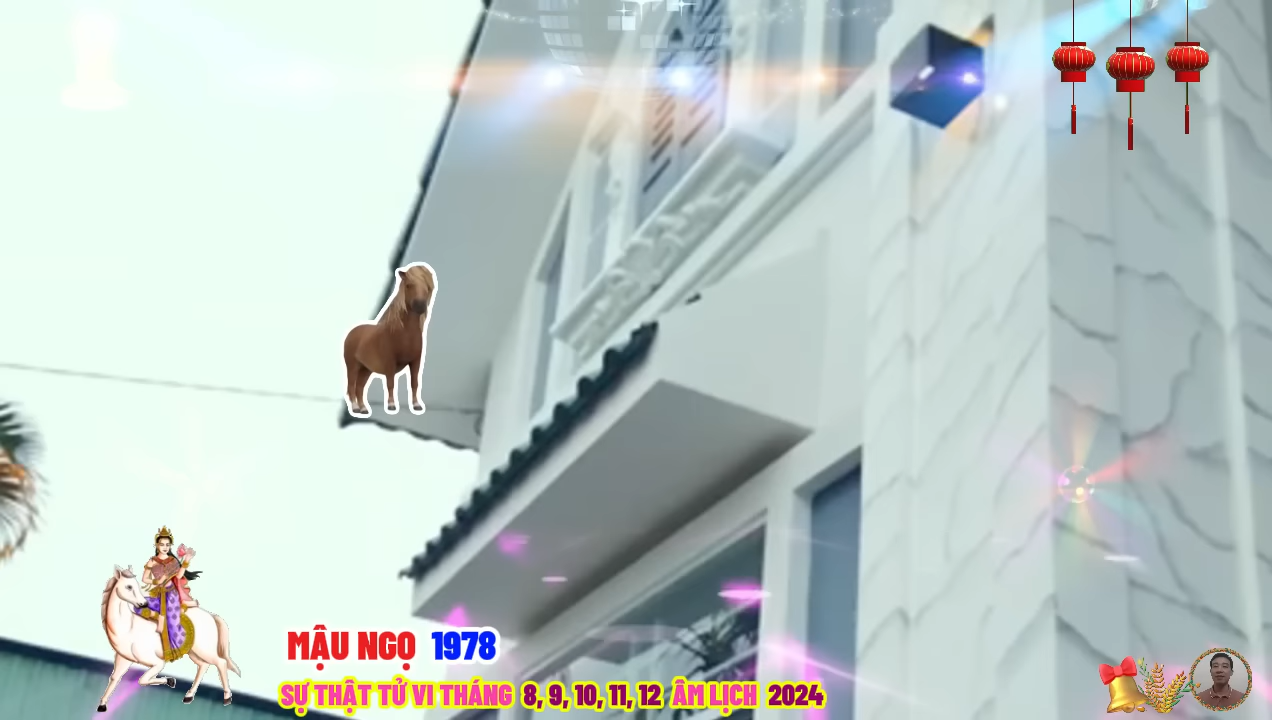 MẬU NGỌ 1978
SỰ THẬT TỬ VI THÁNG 8, 9, 10, 11, 12 ÂM LỊCH 2024